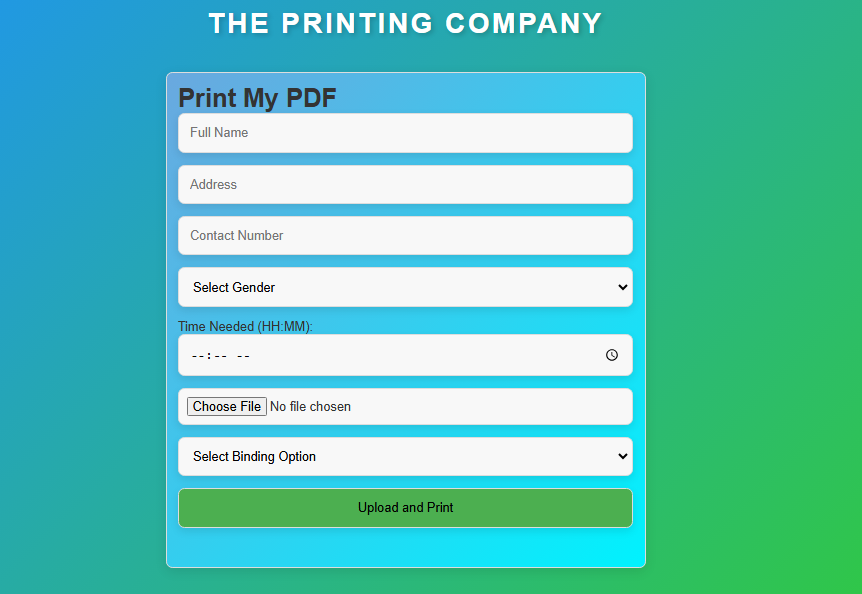 THE PRINTING COMPANY
Print My PDF
Full Name
Address
Contact Number
Select Gender
Time Needed (HH:MM):
--:-- --
Choose File No file chosen
Select Binding Option
Upload and Print